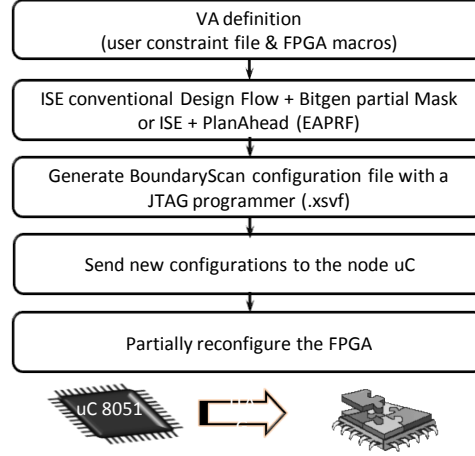 VA definition
(user constraint file & FPGA macros)
ISE conventional Design Flow + Bitgen partial Mask
or ISE + PlanAhead (EAPRF)
Generate BoundaryScan configuration file with a
JTAG programmer (.xsvf)
Send new configurations to the node uC
Partially reconfigure the FPGA
uC 8051